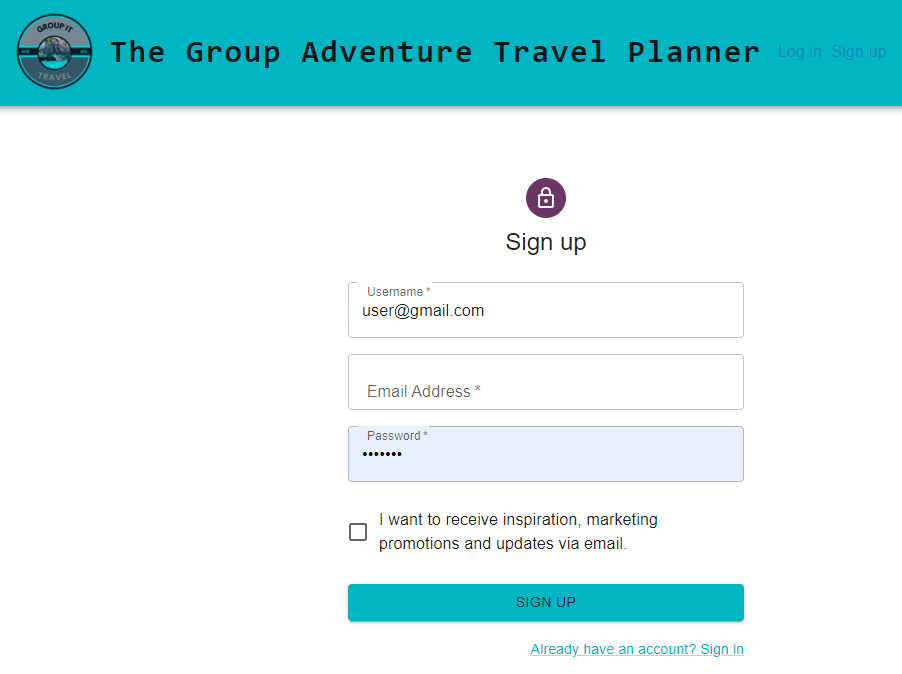 GROUP IT
TRAVEL
The Group Adventure Travel Planner
Log in Sign up
Sign up
Username *
user@gmail.com
Email Address *
Password *
•••••••
I want to receive inspiration, marketing
promotions and updates via email.
SIGN UP
Already have an account? Sign in